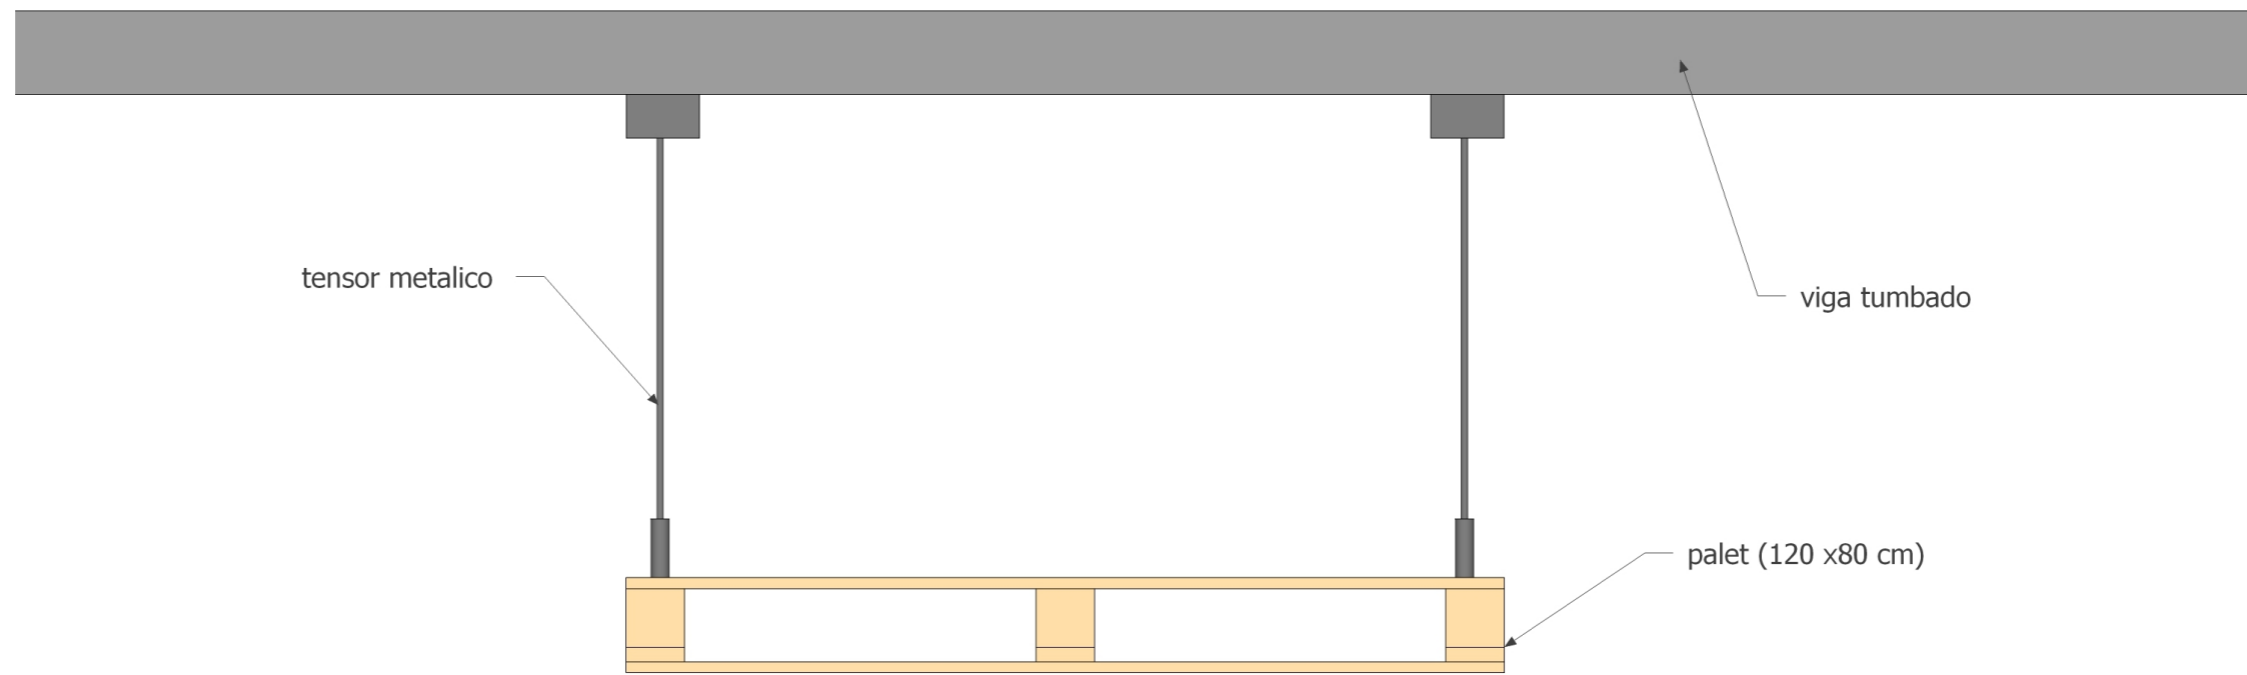 tensor metalico
viga tumbado
palet (120 x80 cm)